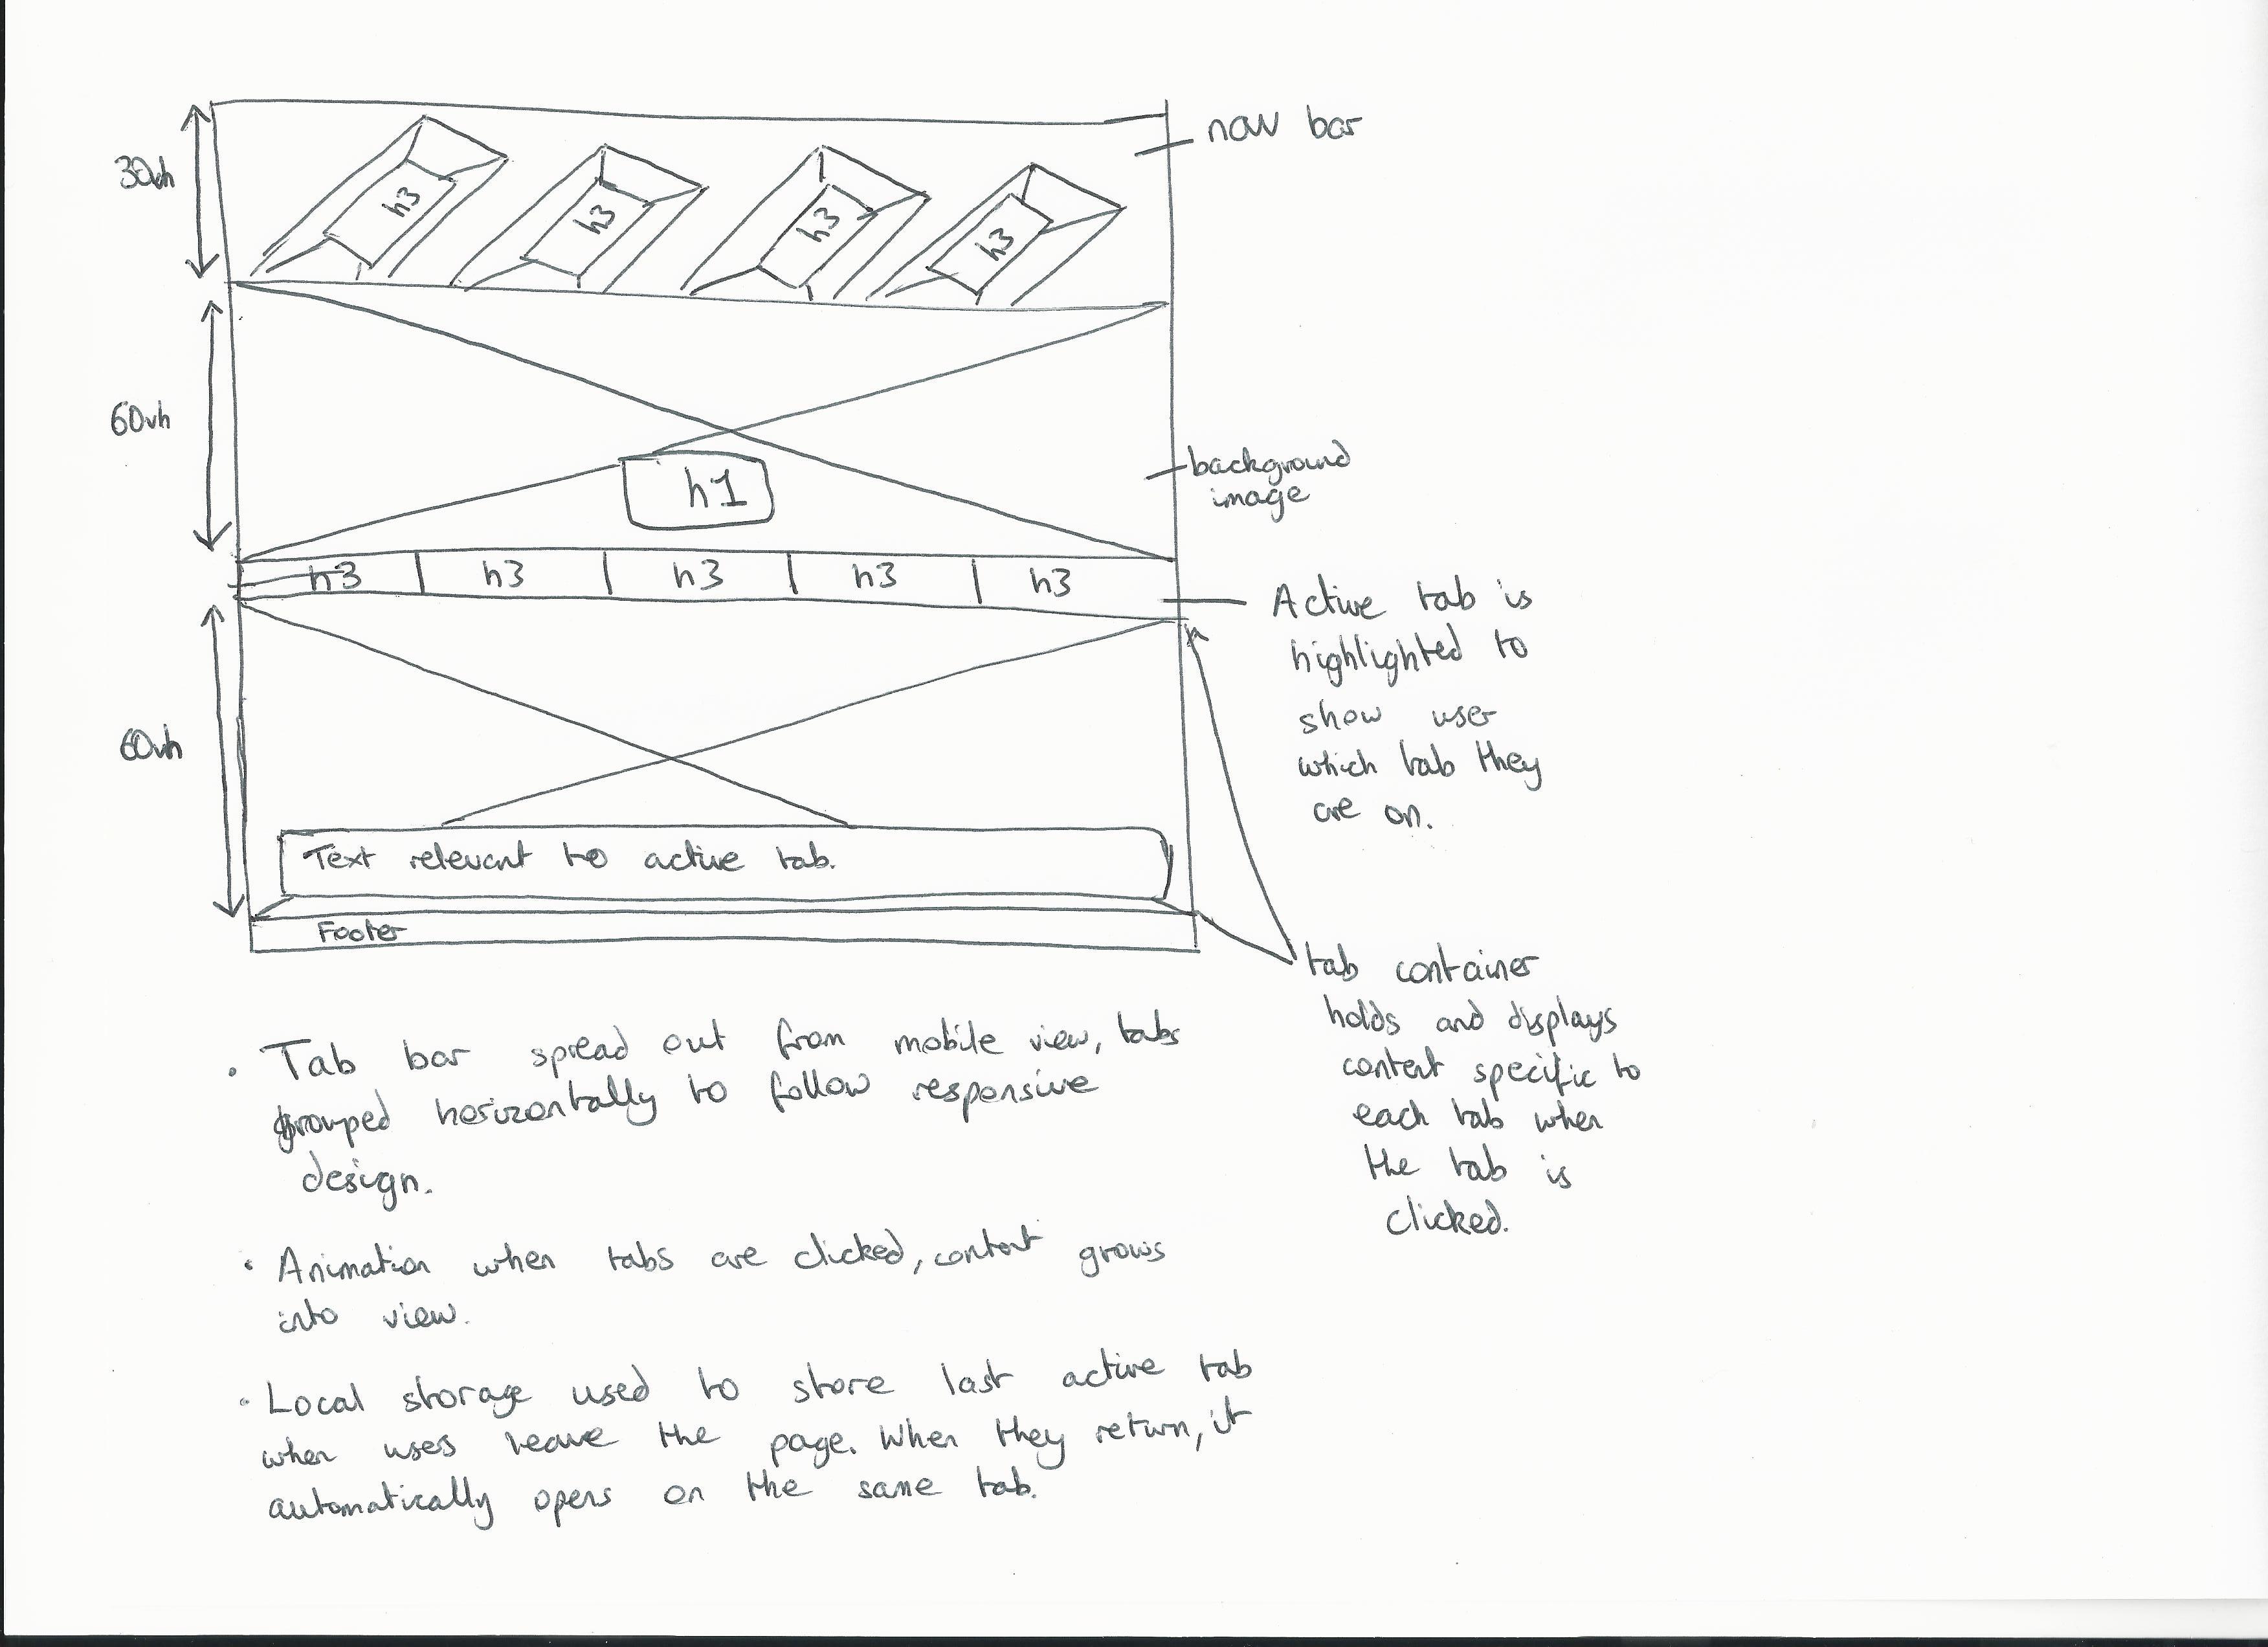 nav bar
30vh
h3
h3
h3
h3
60vh
background
image
h1
h3
h3
h3
h3
h3
Active tab is
highlighted to
show user
which tab they
are on.
60vh
Text relevant to active tab.
Footer
tab container
holds and displays
content specific to
each tab when
the tab is
clicked.
• Tab bar spread out from mobile view, tabs
grouped horizontally to follow responsive
design.
• Animation when tabs are clicked, content grows
into view.
• Local storage used to store last active tab
when uses leave the page. When they return, it
automatically opens on the same tab.